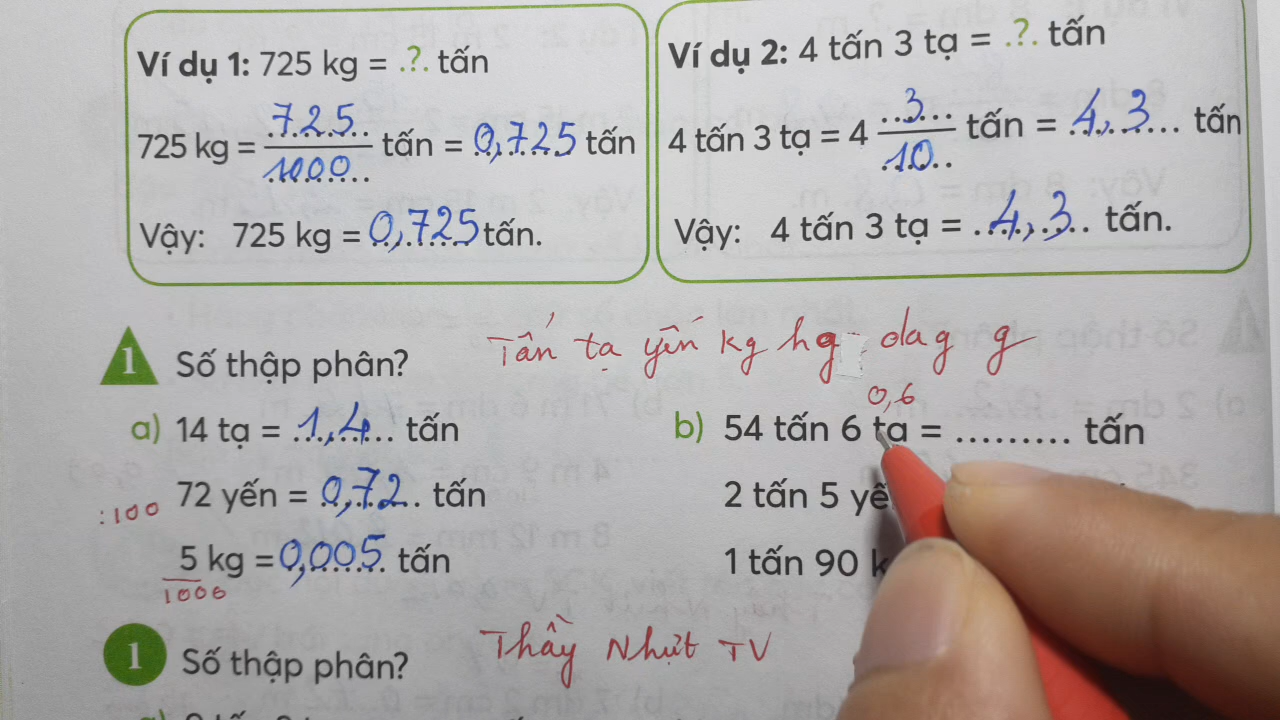 Ví dụ 1: 725 kg = .?. tấn
725 kg = 725/1000 tấn = 0,725 tấn
Vậy: 725 kg = 0,725 tấn.
Ví dụ 2: 4 tấn 3 tạ = .?. tấn
4 tấn 3 tạ = 4 3/10 tấn = 4,3 tấn
Vậy: 4 tấn 3 tạ = 4,3 tấn.
Tấn tạ yến kg hg dag g
1 Số thập phân?
a) 14 tạ = 1,4 tấn
72 yến = 0,72 tấn
:100
5 kg = 0,005 tấn
1000
0,6
b) 54 tấn 6 tạ = ......... tấn
2 tấn 5
1 tấn 90
Thầy Nhựt TV
1 Số thập phân?